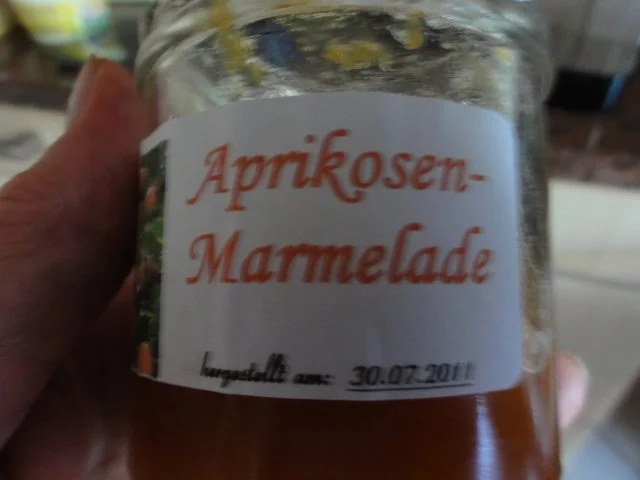 Aprikosen-
Marmelade
hergestellt am: 30.07.2011